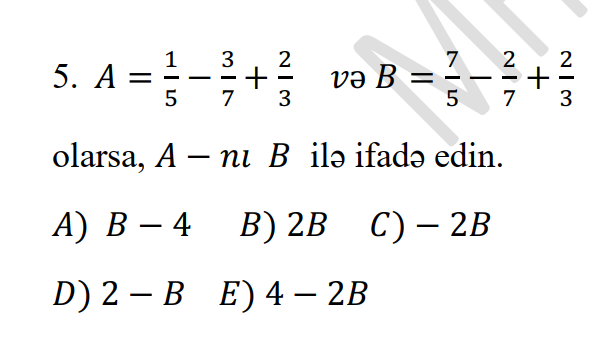 5. A = 1/5 − 3/7 + 2/3 və B = 7/5 − 2/7 + 2/3
olarsa, A − nı B ilə ifadə edin.
A) B − 4 B) 2B C) − 2B
D) 2 − B E) 4 − 2B